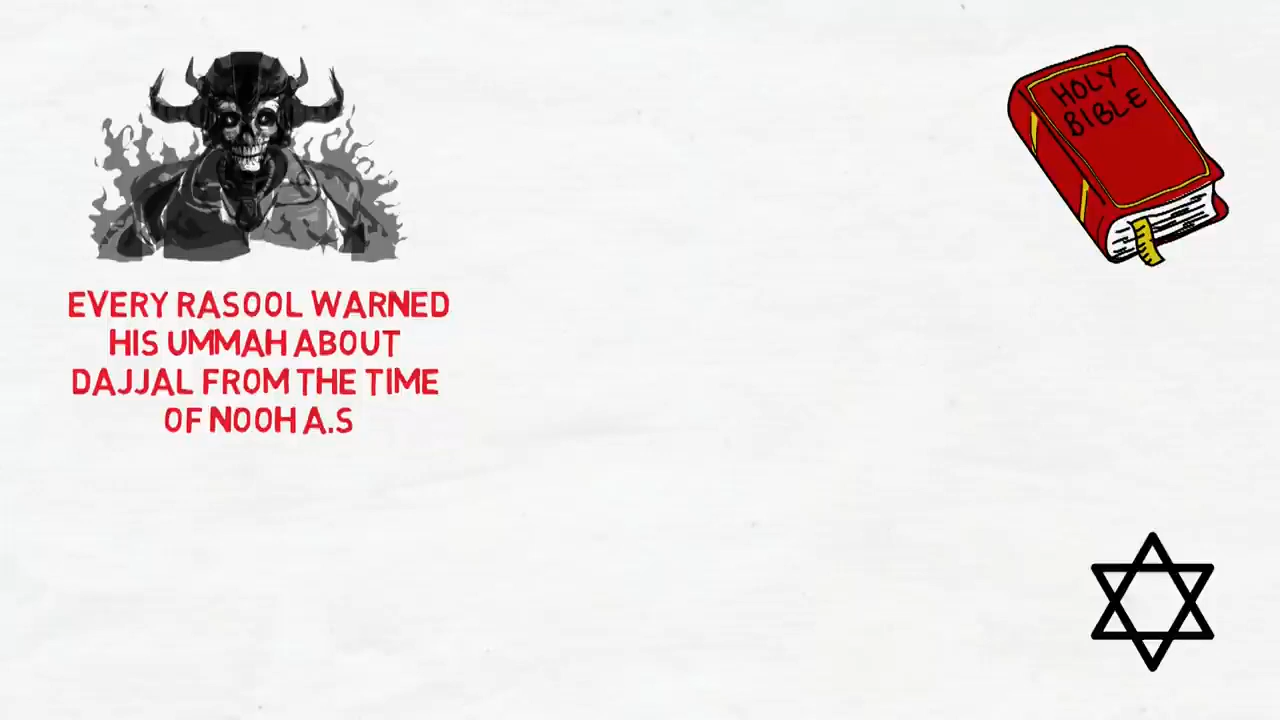 EVERY RASOOL WARNED
HIS UMMAH ABOUT
DAJJAL FROM THE TIME
OF NOOH A.S
HOLY
BIBLE